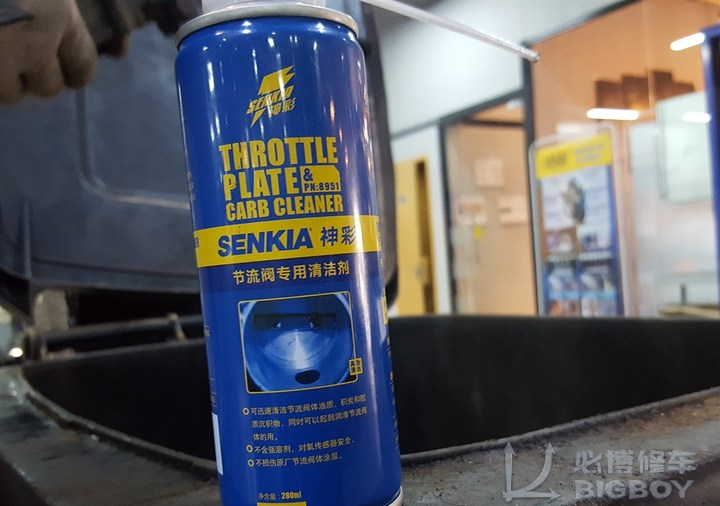 SENKIA
神彩
THROTTLE
PLATE &
PN:8951
CARB CLEANER
SENKIA® 神彩
节流阀专用清洁剂
可迅速清洁节流阀体油质、积炭和胶
质沉积物，同时可以起到润滑节流阀
体的用。
不含强溶剂、对氧传感器安全。
不损伤原厂节流阀体涂层。
净含量：280ml
必博修车
BIGBOY